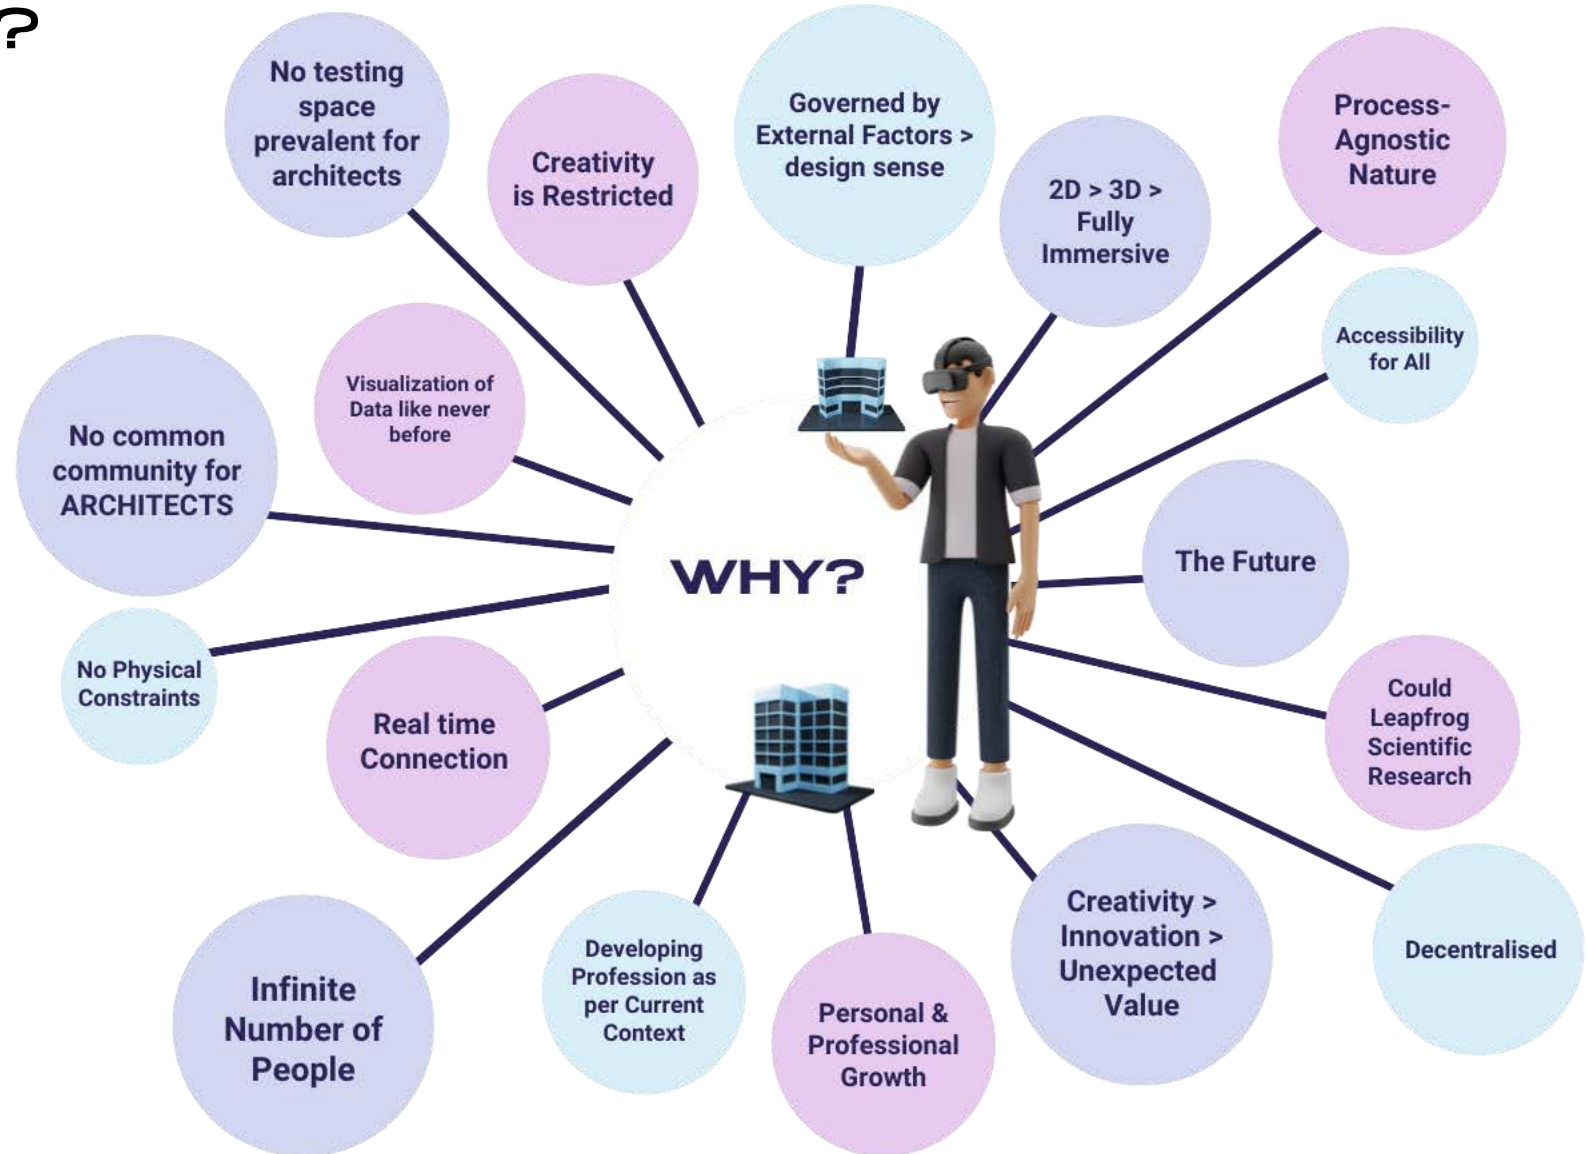 ?
No testing
space
prevalent for
architects
Creativity
is Restricted
Governed by
External Factors >
design sense
2D > 3D >
Fully
Immersive
Process-
Agnostic
Nature
Accessibility
for All
Visualization of
Data like never
before
No common
community for
ARCHITECTS
WHY?
The Future
No Physical
Constraints
Real time
Connection
Could
Leapfrog
Scientific
Research
Infinite
Number of
People
Developing
Profession as
per Current
Context
Personal &
Professional
Growth
Creativity >
Innovation >
Unexpected
Value
Decentralised